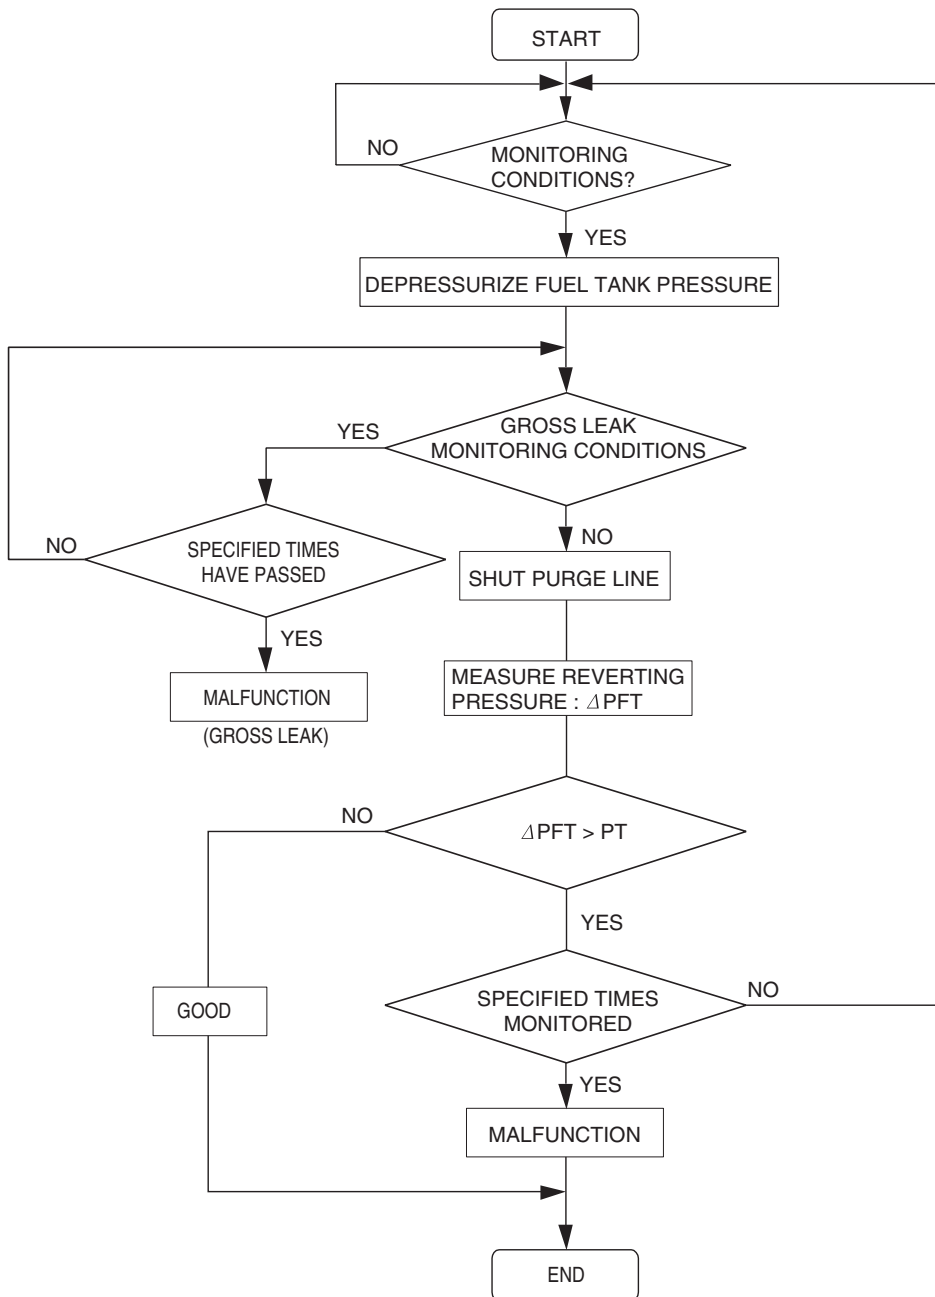 START
NO
MONITORING
CONDITIONS?
YES
DEPRESSURIZE FUEL TANK PRESSURE
YES
GROSS LEAK
MONITORING CONDITIONS
NO
SPECIFIED TIMES
HAVE PASSED
NO
SHUT PURGE LINE
YES
MEASURE REVERTING
PRESSURE : ΔPFT
MALFUNCTION
(GROSS LEAK)
NO
ΔPFT > PT
YES
SPECIFIED TIMES
MONITORED
NO
GOOD
YES
MALFUNCTION
END